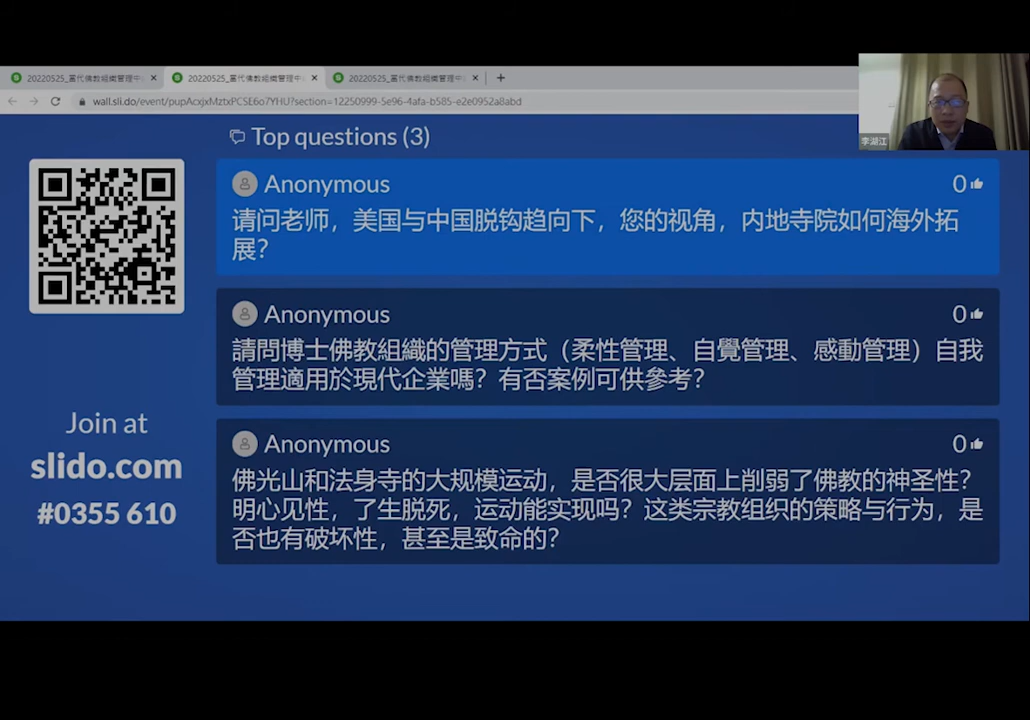 20220525_當代佛教組織管理中
20220525_當代佛教組織管理中
20220525_當代佛教組織管理中
wall.sli.do/event/pupAcxjxMztxPCSE6o7YHU?section=12250999-5e96-4afa-b585-e2e0952a8abd
李湖江
Top questions (3)
Anonymous
0
请问老师，美国与中国脱钩趋向下，您的视角，内地寺院如何海外拓
展？
Anonymous
0
請問博士佛教組織的管理方式（柔性管理、自覺管理、感動管理）自我
管理適用於現代企業嗎？有否案例可供參考？
Anonymous
0
佛光山和法身寺的大规模运动，是否很大层面上削弱了佛教的神圣性？
明心见性，了生脱死，运动能实现吗？这类宗教组织的策略与行为，是
否也有破坏性，甚至是致命的？
Join at
slido.com
#0355 610